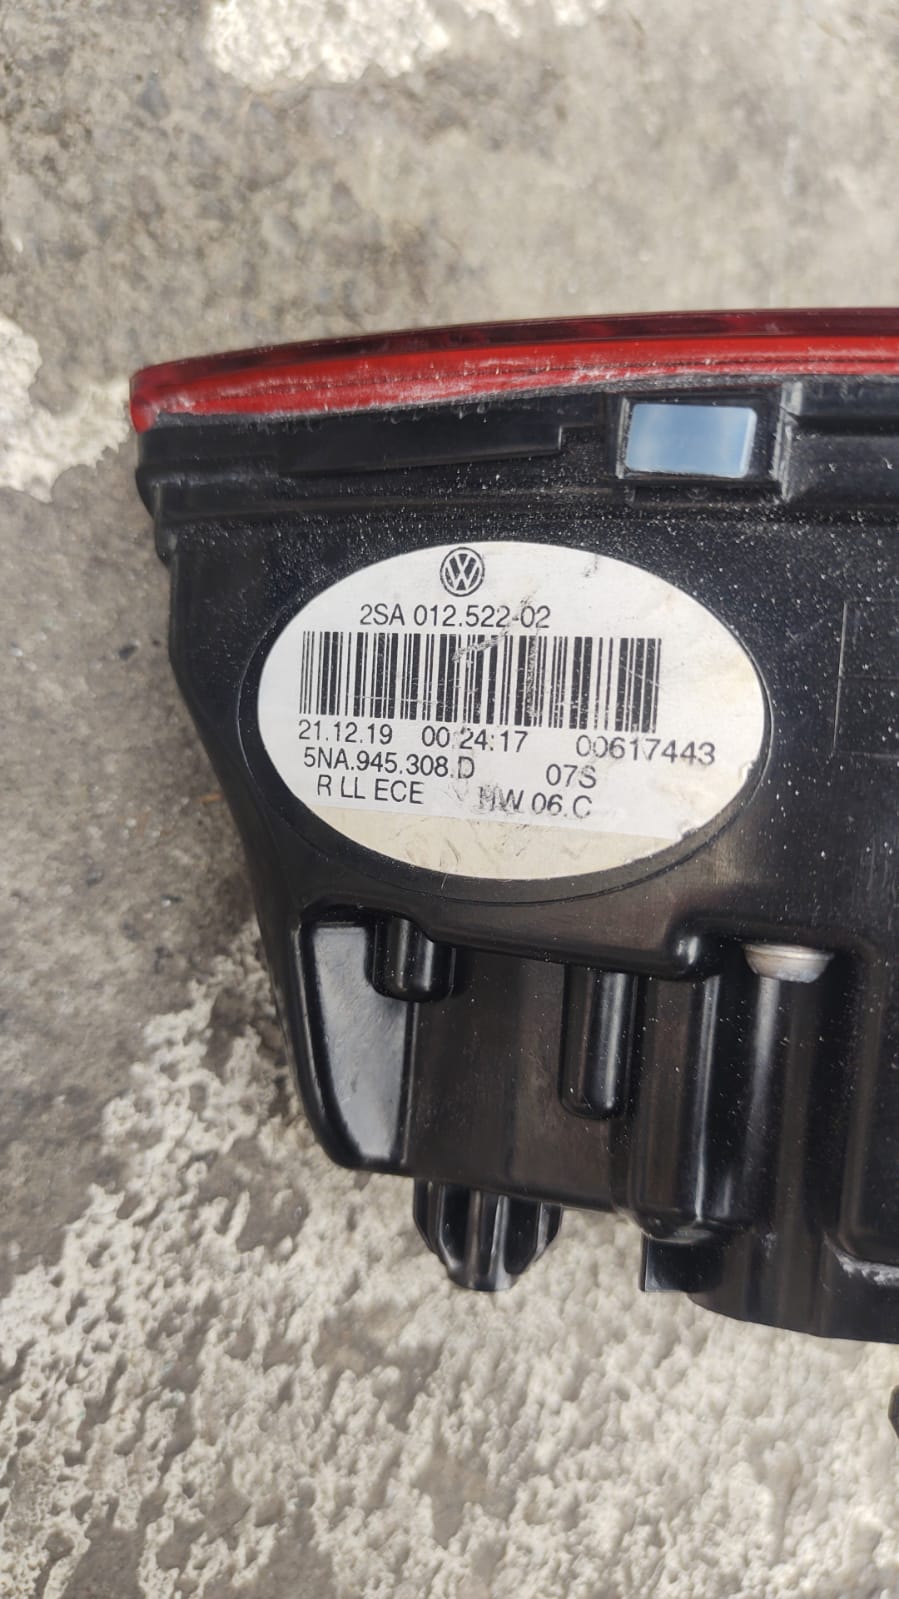 2SA 012.522-02
21.12.19 00:24:17 00617443
5NA.945.308.D 07S
R LL ECE HW 06.C